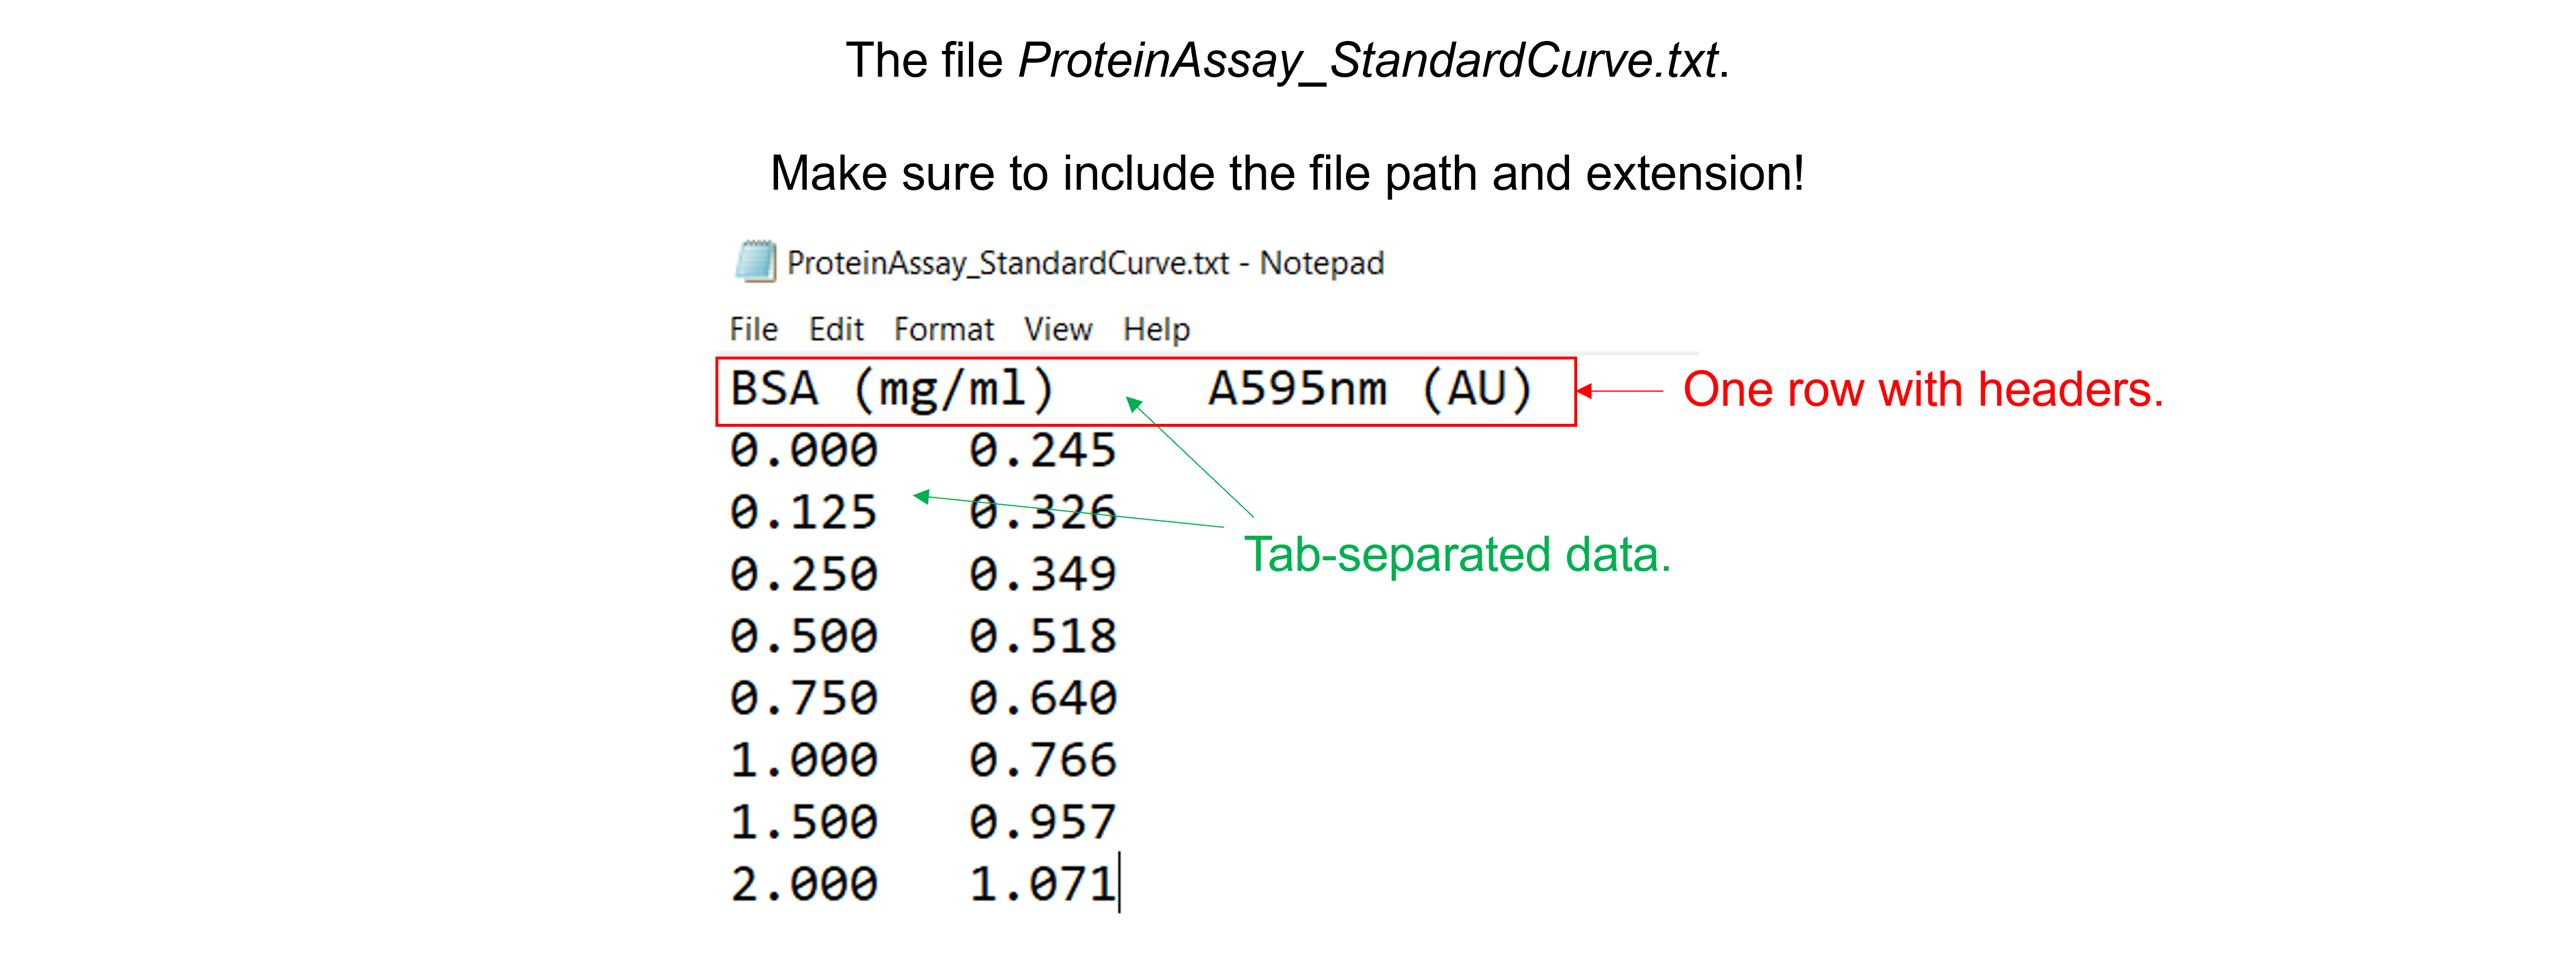 The file ProteinAssay_StandardCurve.txt.
Make sure to include the file path and extension!
ProteinAssay_StandardCurve.txt - Notepad
File Edit Format View Help
BSA (mg/ml) A595nm (AU)
One row with headers.
0.000 0.245
0.125 0.326
Tab-separated data.
0.250 0.349
0.500 0.518
0.750 0.640
1.000 0.766
1.500 0.957
2.000 1.071